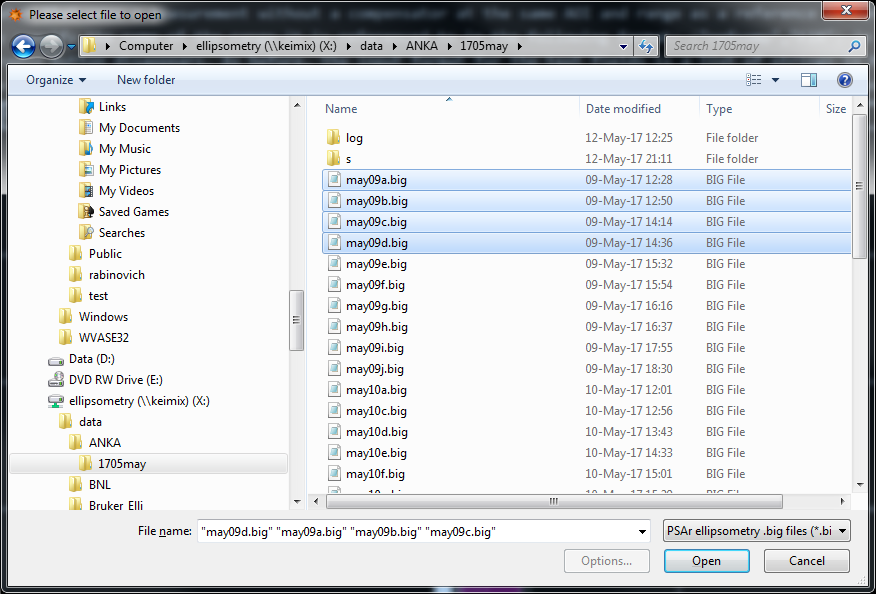 Please select file to open
Computer ellipsometry (\\keimix) (X:) data ANKA 1705may
Search 1705may
Organize New folder
Links
My Documents
My Music
My Pictures
My Videos
Saved Games
Searches
Public
rabinovich
test
Windows
WVASE32
Data (D:)
DVD RW Drive (E:)
ellipsometry (\\keimix) (X:)
data
ANKA
1705may
BNL
Bruker_Elli
Name Date modified Type Size
log 12-May-17 12:25 File folder
s 12-May-17 21:11 File folder
may09a.big 09-May-17 12:28 BIG File
may09b.big 09-May-17 12:50 BIG File
may09c.big 09-May-17 14:14 BIG File
may09d.big 09-May-17 14:36 BIG File
may09e.big 09-May-17 15:32 BIG File
may09f.big 09-May-17 15:54 BIG File
may09g.big 09-May-17 16:16 BIG File
may09h.big 09-May-17 16:37 BIG File
may09i.big 09-May-17 17:55 BIG File
may09j.big 09-May-17 18:30 BIG File
may10a.big 10-May-17 12:01 BIG File
may10c.big 10-May-17 12:56 BIG File
may10d.big 10-May-17 13:43 BIG File
may10e.big 10-May-17 14:33 BIG File
may10f.big 10-May-17 15:01 BIG File
File name: "may09d.big" "may09a.big" "may09b.big" "may09c.big"
PSAr ellipsometry .big files (*.bi
Options... Open Cancel